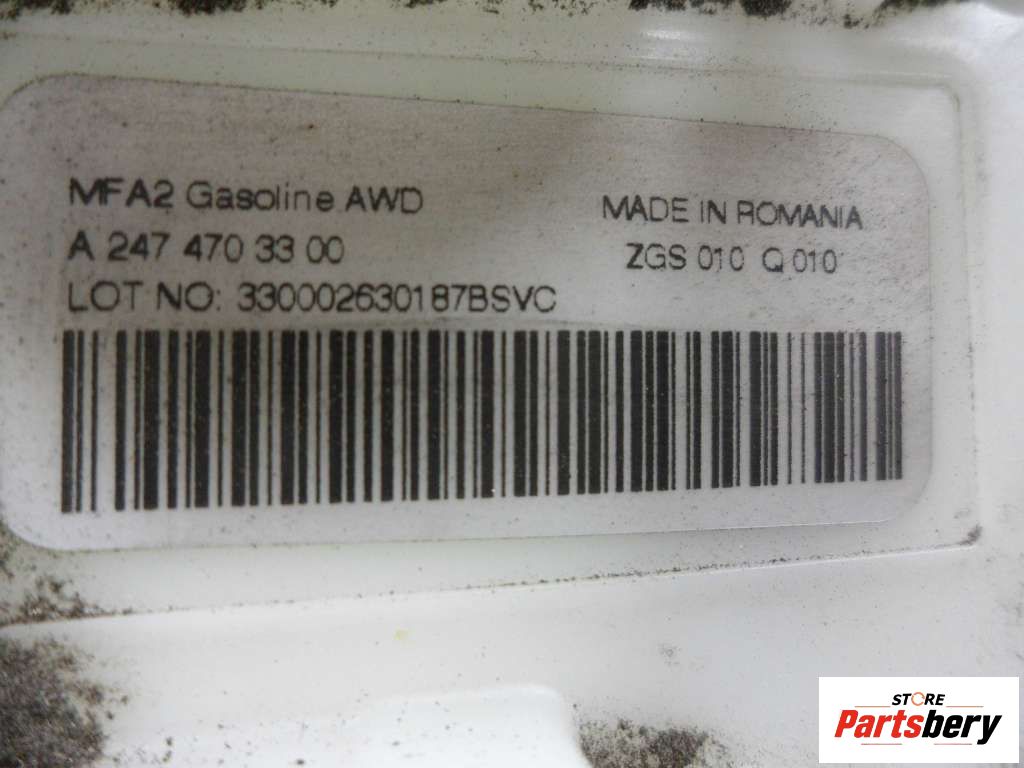 MFA2 Gasoline AWD
MADE IN ROMANIA
A 247 470 33 00
ZGS 010 Q 010
LOT NO: 330002630187BSVC
STORE
Partsbery